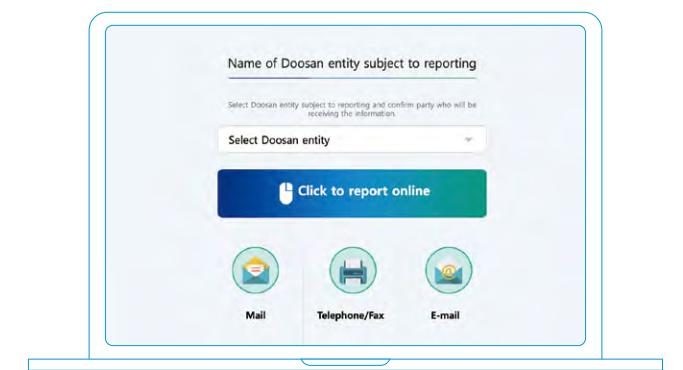 Name of Doosan entity subject to reporting
Select Doosan entity subject to reporting and confirm party who will be
receiving the information.
Select Doosan entity
Click to report online
Mail
Telephone/Fax
E-mail